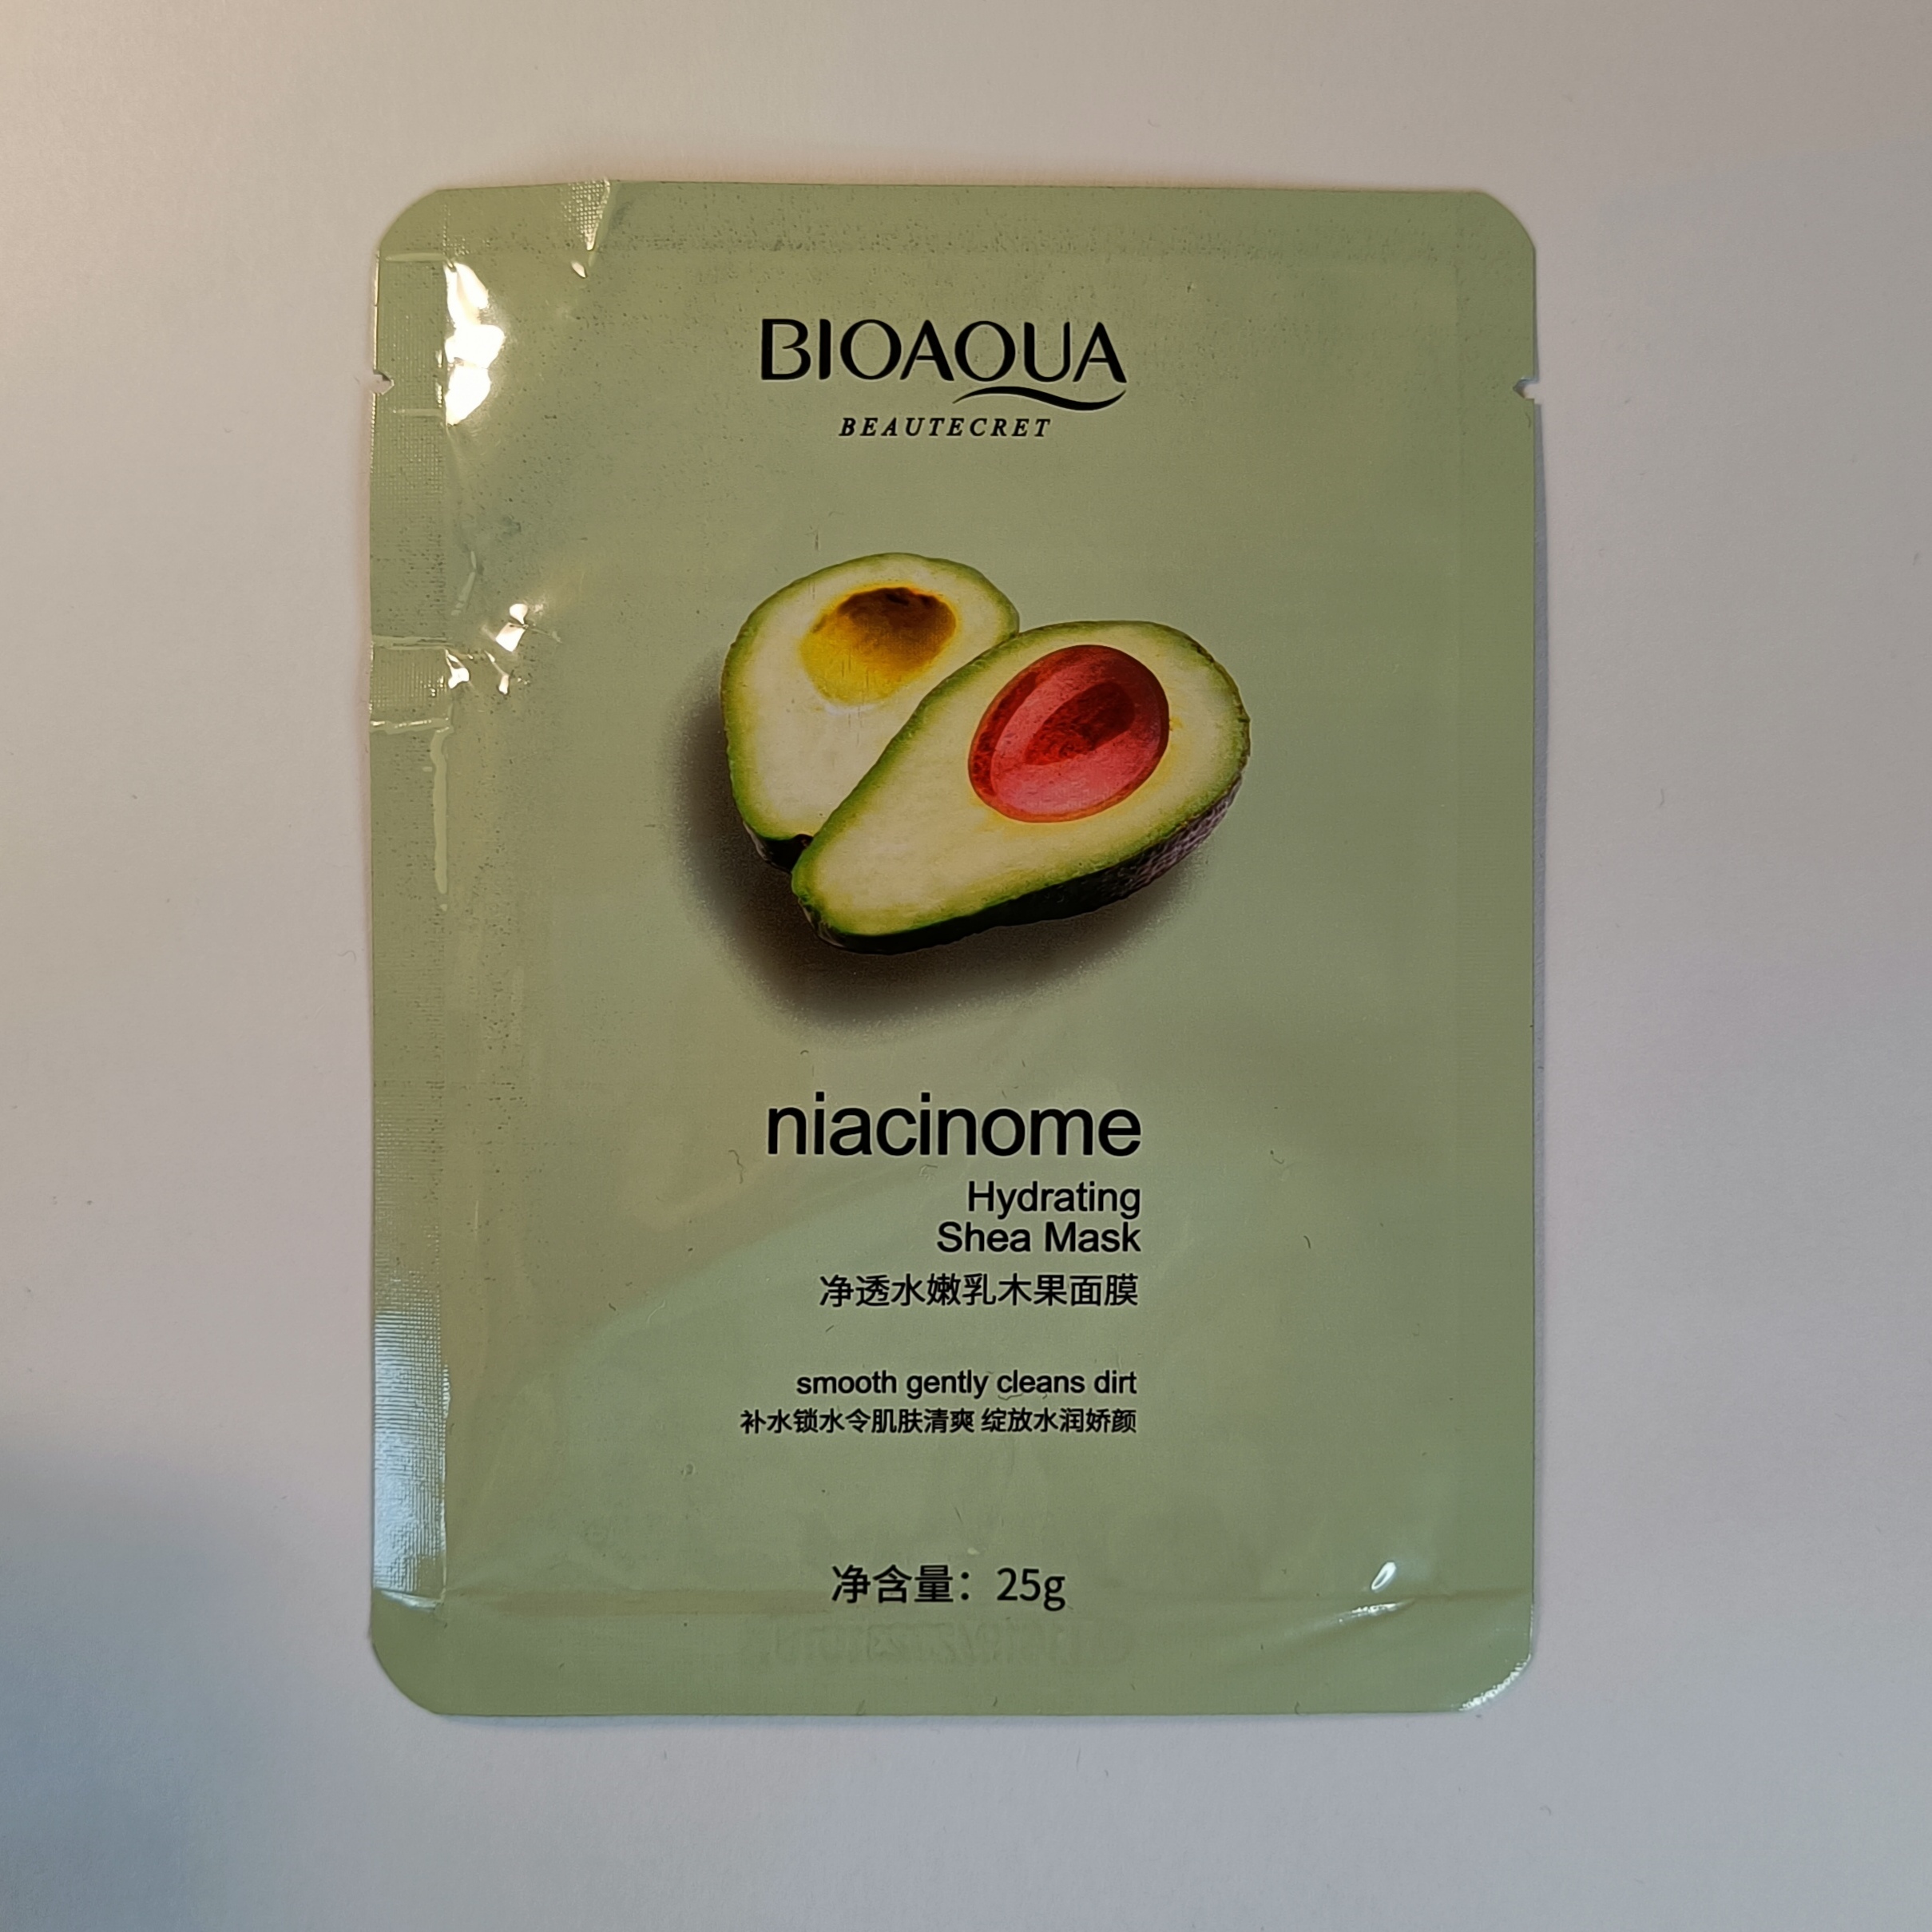 BIOAQUA
BEAUTECRET
niacinome
Hydrating
Shea Mask
净透水嫩乳木果面膜
smooth gently cleans dirt
补水锁水令肌肤清爽 绽放水润娇颜
净含量：25g